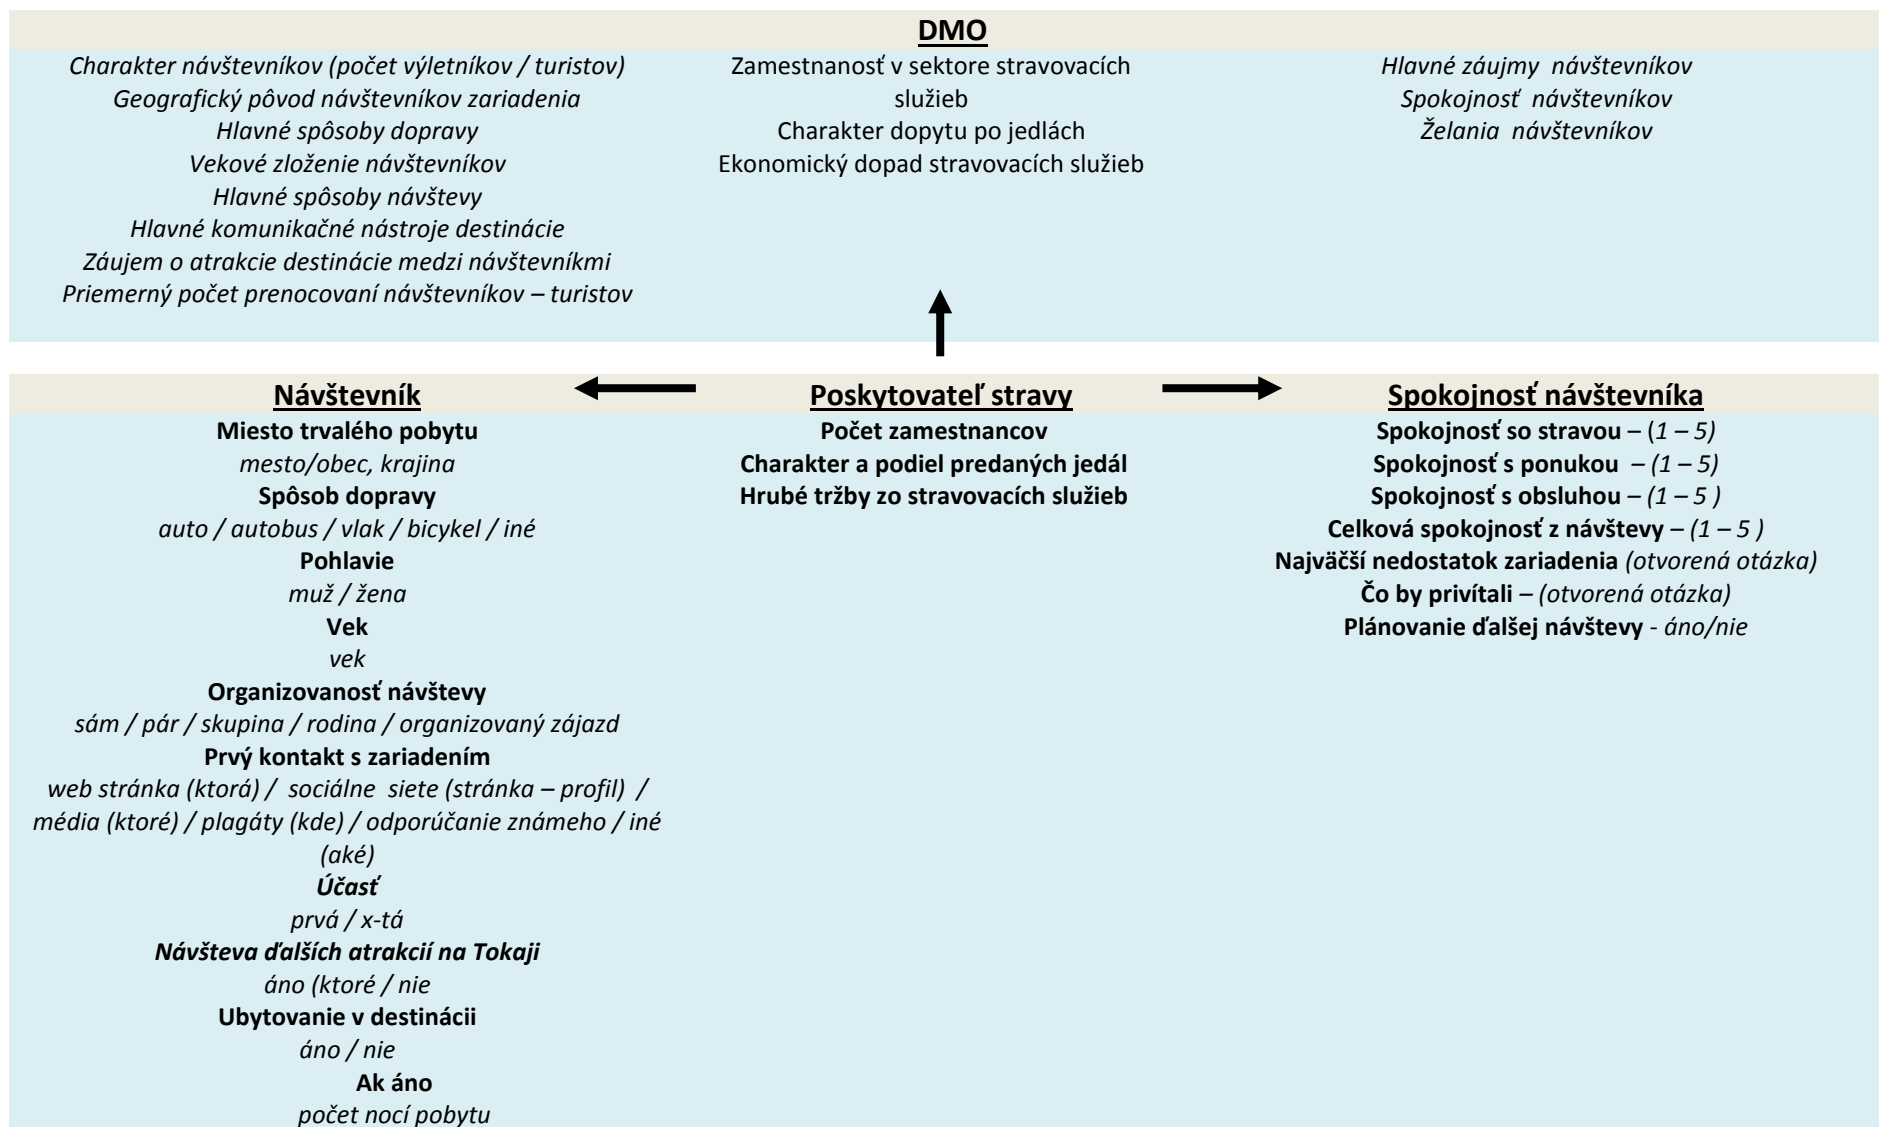 DMO
Charakter návštevníkov (počet výletníkov / turistov)
Geografický pôvod návštevníkov zariadenia
Hlavné spôsoby dopravy
Vekové zloženie návštevníkov
Hlavné spôsoby návštevy
Hlavné komunikačné nástroje destinácie
Záujem o atrakcie destinácie medzi návštevníkmi
Priemerný počet prenocovaní návštevníkov – turistov
Zamestnanosť v sektore stravovacích
služieb
Charakter dopytu po jedlách
Ekonomický dopad stravovacích služieb
Hlavné záujmy návštevníkov
Spokojnosť návštevníkov
Želania návštevníkov
Návštevník
Miesto trvalého pobytu
mesto/obec, krajina
Spôsob dopravy
auto / autobus / vlak / bicykel / iné
Pohlavie
muž / žena
Vek
vek
Organizovanosť návštevy
sám / pár / skupina / rodina / organizovaný zájazd
Prvý kontakt s zariadením
web stránka (ktorá) / sociálne siete (stránka – profil) /
média (ktoré) / plagáty (kde) / odporúčanie známeho / iné
(aké)
Účasť
prvá / x-tá
Návšteva ďalších atrakcií na Tokaji
áno (ktoré / nie
Ubytovanie v destinácii
áno / nie
Ak áno
počet nocí pobytu
Poskytovateľ stravy
Počet zamestnancov
Charakter a podiel predaných jedál
Hrubé tržby zo stravovacích služieb
Spokojnosť návštevníka
Spokojnosť so stravou – (1 – 5)
Spokojnosť s ponukou – (1 – 5)
Spokojnosť s obsluhou – (1 – 5 )
Celková spokojnosť z návštevy – (1 – 5 )
Najväčší nedostatok zariadenia (otvorená otázka)
Čo by privítali – (otvorená otázka)
Plánovanie ďalšej návštevy - áno/nie